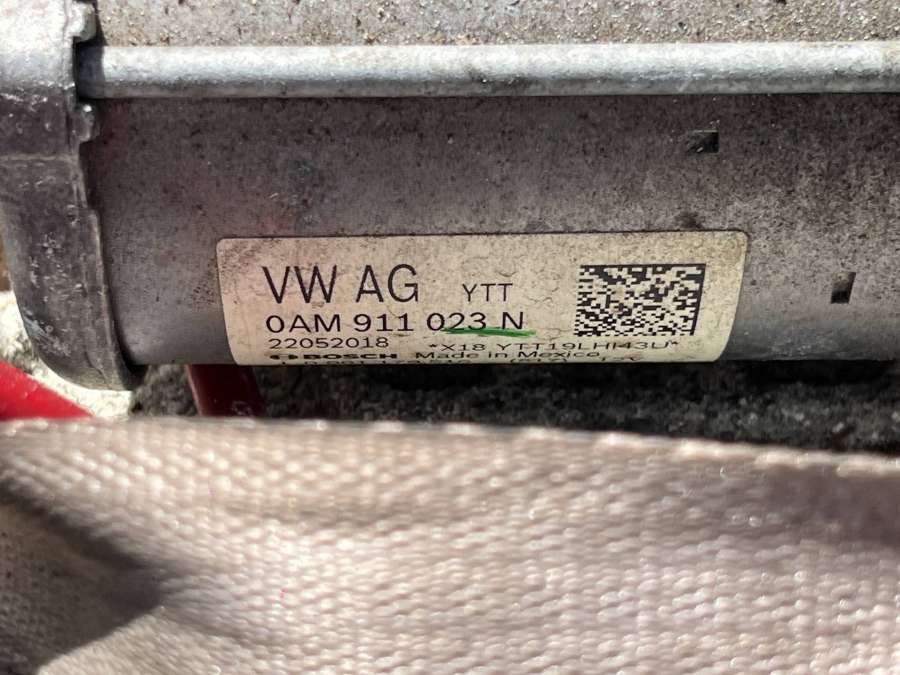 VW AG YTT
0AM 911 023 N
22052018 *X18 YTT19LHI43U*
BOSCH Made in Mexico